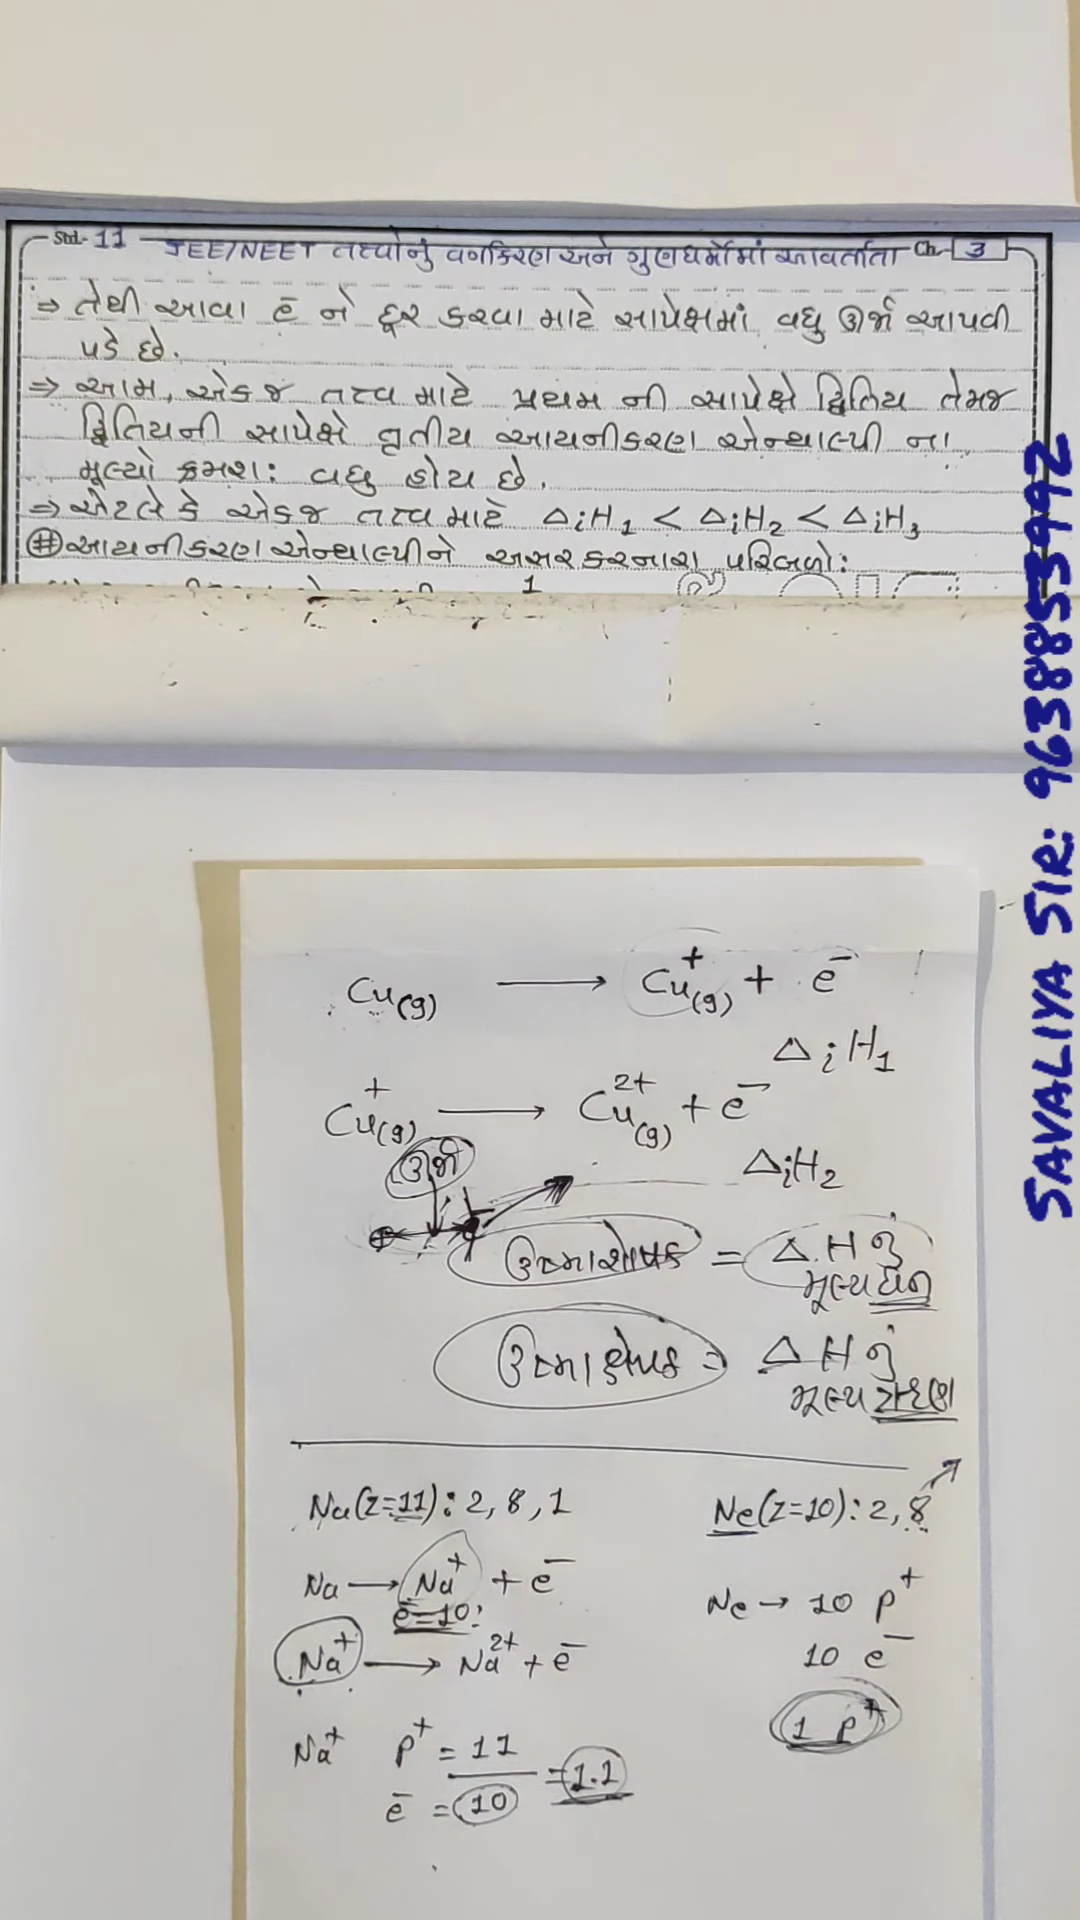 Std.-11 JEE/NEET તત્ત્વોનું વર્ગીકરણ અને ગુણધર્મોમાં આવર્તતા Ch.-3
⇒ તેથી આવા e̅ ને દૂર કરવા માટે સાપેક્ષમાં વધુ ઊર્જા આપવી
પડે છે.
⇒ આમ, એકજ તત્વ માટે પ્રથમ ની સાપેક્ષે દ્વિતિય તેમજ
દ્વિતિયની સાપેક્ષે તૃતીય આયનીકરણ એન્થાલ્પી ના
મૂલ્યો ક્રમશ: વધુ હોય છે.
⇒ એટલે કે એકજ તત્વ માટે ΔiH₁ < ΔiH₂ < ΔiH₃
# આયનીકરણ એન્થાલ્પીને અસર કરનારા પરિબળો:
Cu(g) ⟶ Cu⁺(g) + e⁻
ΔiH₁
Cu⁺(g) ⟶ Cu²⁺(g) + e⁻
ઊર્જા
ΔiH₂
ઉષ્માશોષક = ΔH નું
મૂલ્ય ધન
ઉષ્માક્ષેપક = ΔH નું
મૂલ્ય ઋણ
Na(z=11): 2, 8, 1
Na ⟶ Na⁺ + e⁻
e̅=10
Na⁺ ⟶ Na²⁺ + e⁻
Na⁺ p⁺ = 11
e̅ = 10 = 1.1
Ne(z=10): 2, 8
Ne → 10 p⁺
10 e⁻
1 p⁺
SAVALIYA SIR: 9638853992